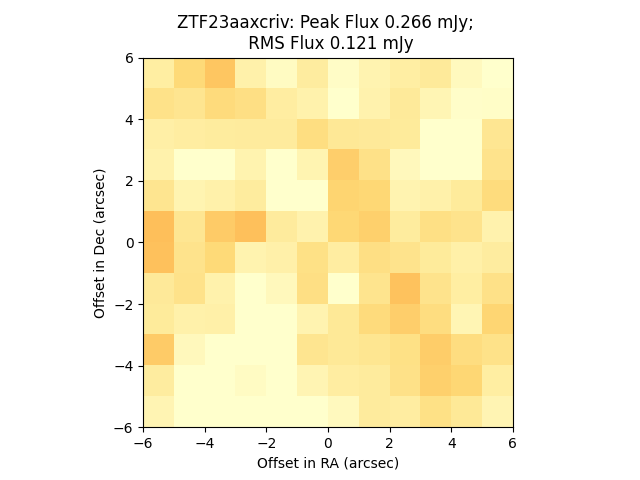 ZTF23aaxcriv: Peak Flux 0.266 mJy;
RMS Flux 0.121 mJy
6
4
2
0
−2
−4
−6
Offset in Dec (arcsec)
−6 −4 −2 0 2 4 6
Offset in RA (arcsec)